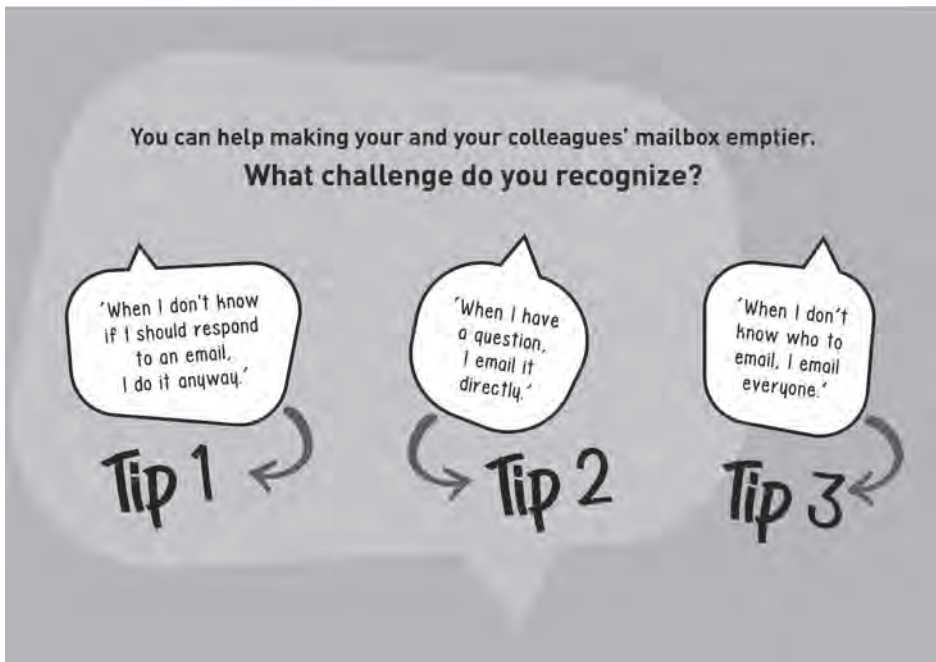 You can help making your and your colleagues' mailbox emptier.
What challenge do you recognize?
'When I don't know
if I should respond
to an email,
I do it anyway.'
Tip 1
'When I have
a question,
I email it
directly.'
Tip 2
'When I don't
know who to
email, I email
everyone.'
Tip 3